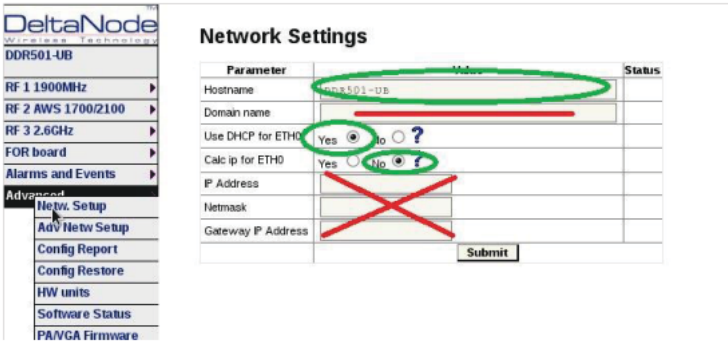 TM
DeltaNode
Wireless Technology
DDR501-UB
RF 1 1900MHz
RF 2 AWS 1700/2100
RF 3 2.6GHz
FOR board
Alarms and Events
Advanced
Netw. Setup
Adv Netw Setup
Config Report
Config Restore
HW units
Software Status
PA/VGA Firmware
Network Settings
Parameter Value Status
Hostname DDR501-UB
Domain name
Use DHCP for ETH0 Yes No ?
Calc ip for ETH0 Yes No ?
IP Address
Netmask
Gateway IP Address
Submit